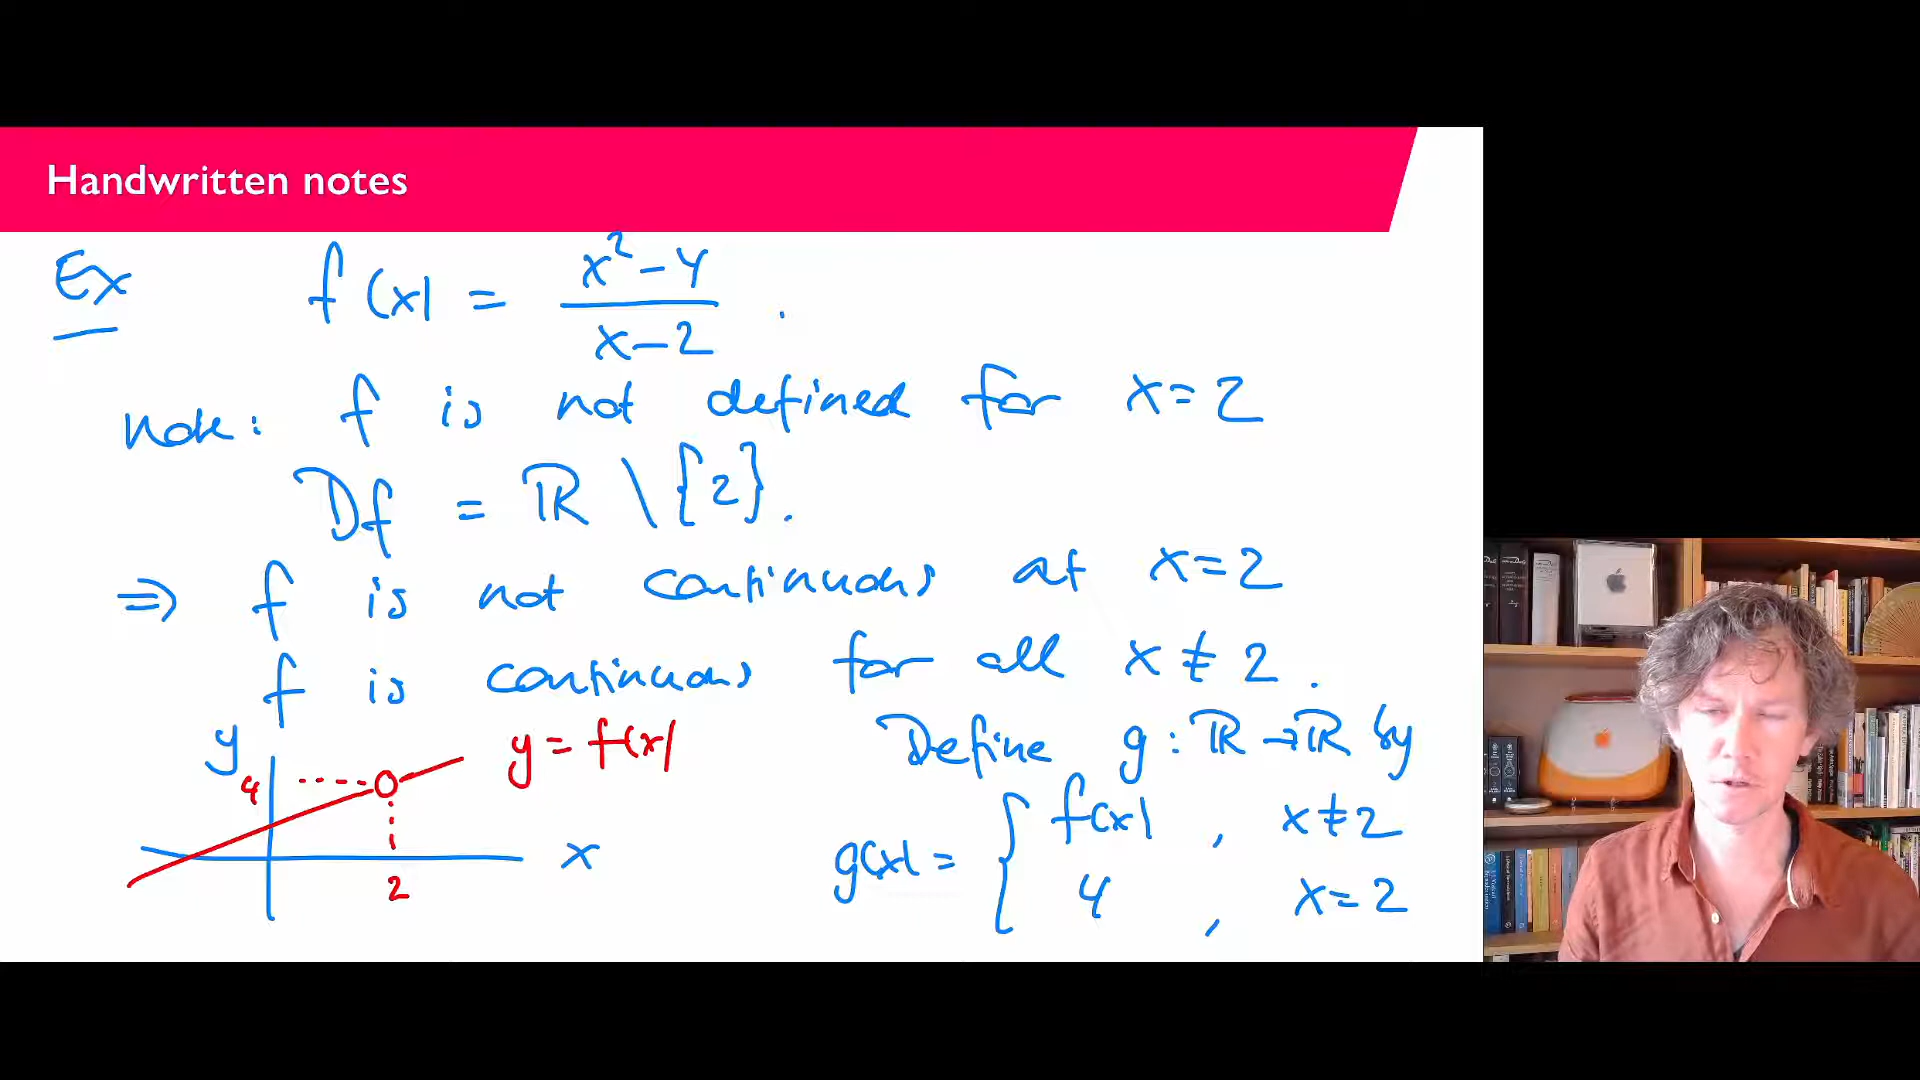 Handwritten notes
Ex f(x) = x²-4 / x-2 .
note: f is not defined for x=2
Df = ℝ \ {2}.
⇒ f is not continuous at x=2
f is continuous for all x≠2.
y
4
y = f(x)
x
2
Define g: ℝ→ℝ by
g(x) = { f(x) , x≠2
4 , x=2